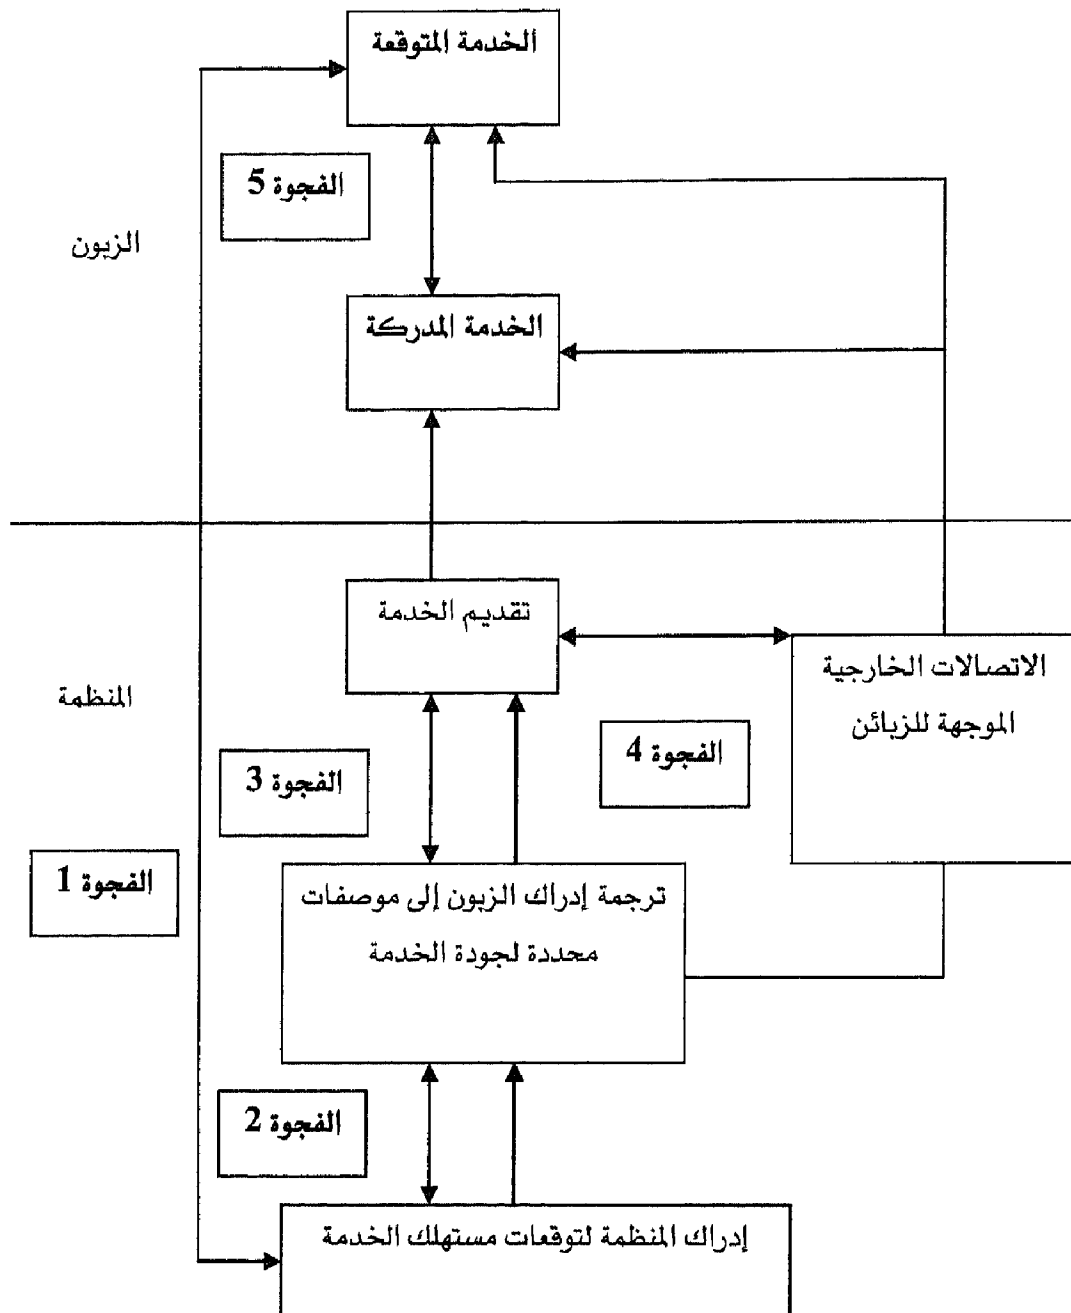 الخدمة المتوقعة
الفجوة 5
الزبون
الخدمة المدركة
تقديم الخدمة
الاتصالات الخارجية
الموجهة للزبائن
المنظمة
الفجوة 4
الفجوة 3
الفجوة 1
ترجمة إدراك الزبون إلى موصفات
محددة لجودة الخدمة
الفجوة 2
إدراك المنظمة لتوقعات مستهلك الخدمة